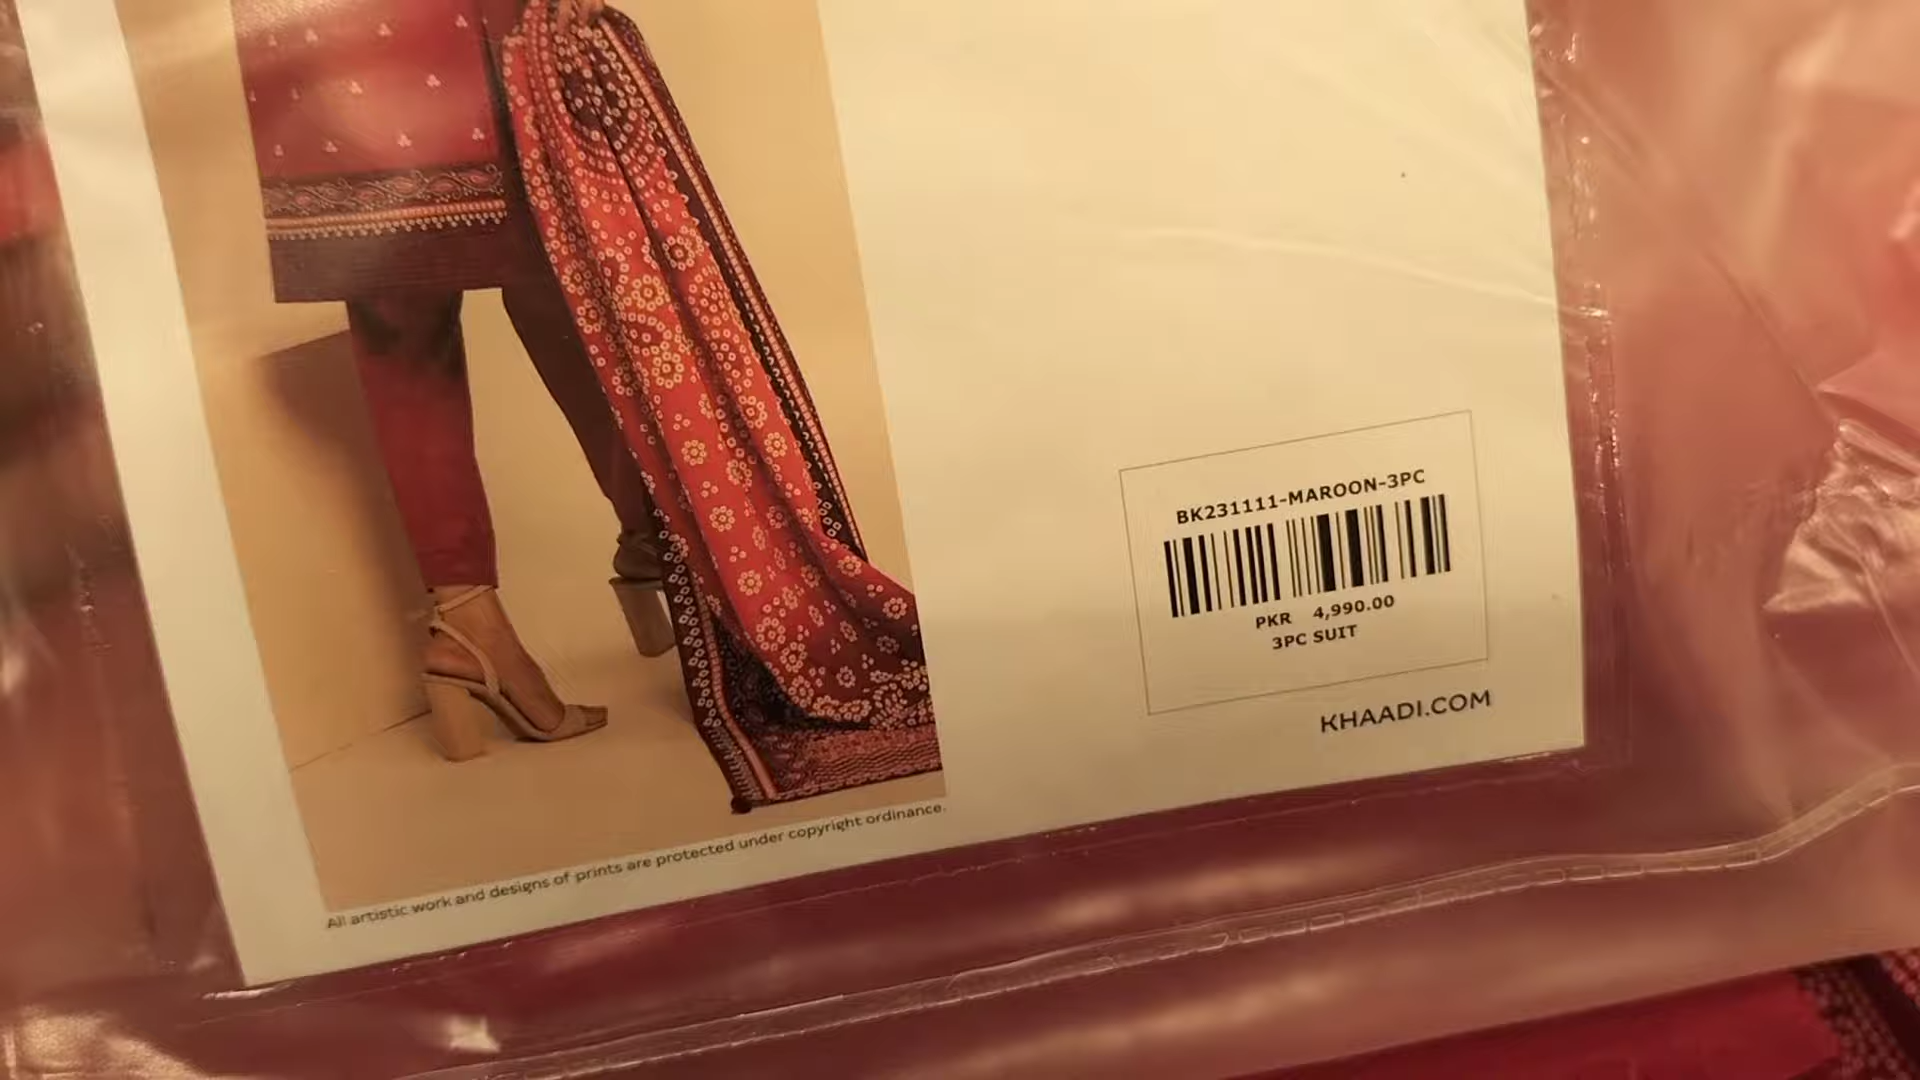 BK231111-MAROON-3PC
PKR 4,990.00
3PC SUIT
KHAADI.COM
All artistic work and designs of prints are protected under copyright ordinance.